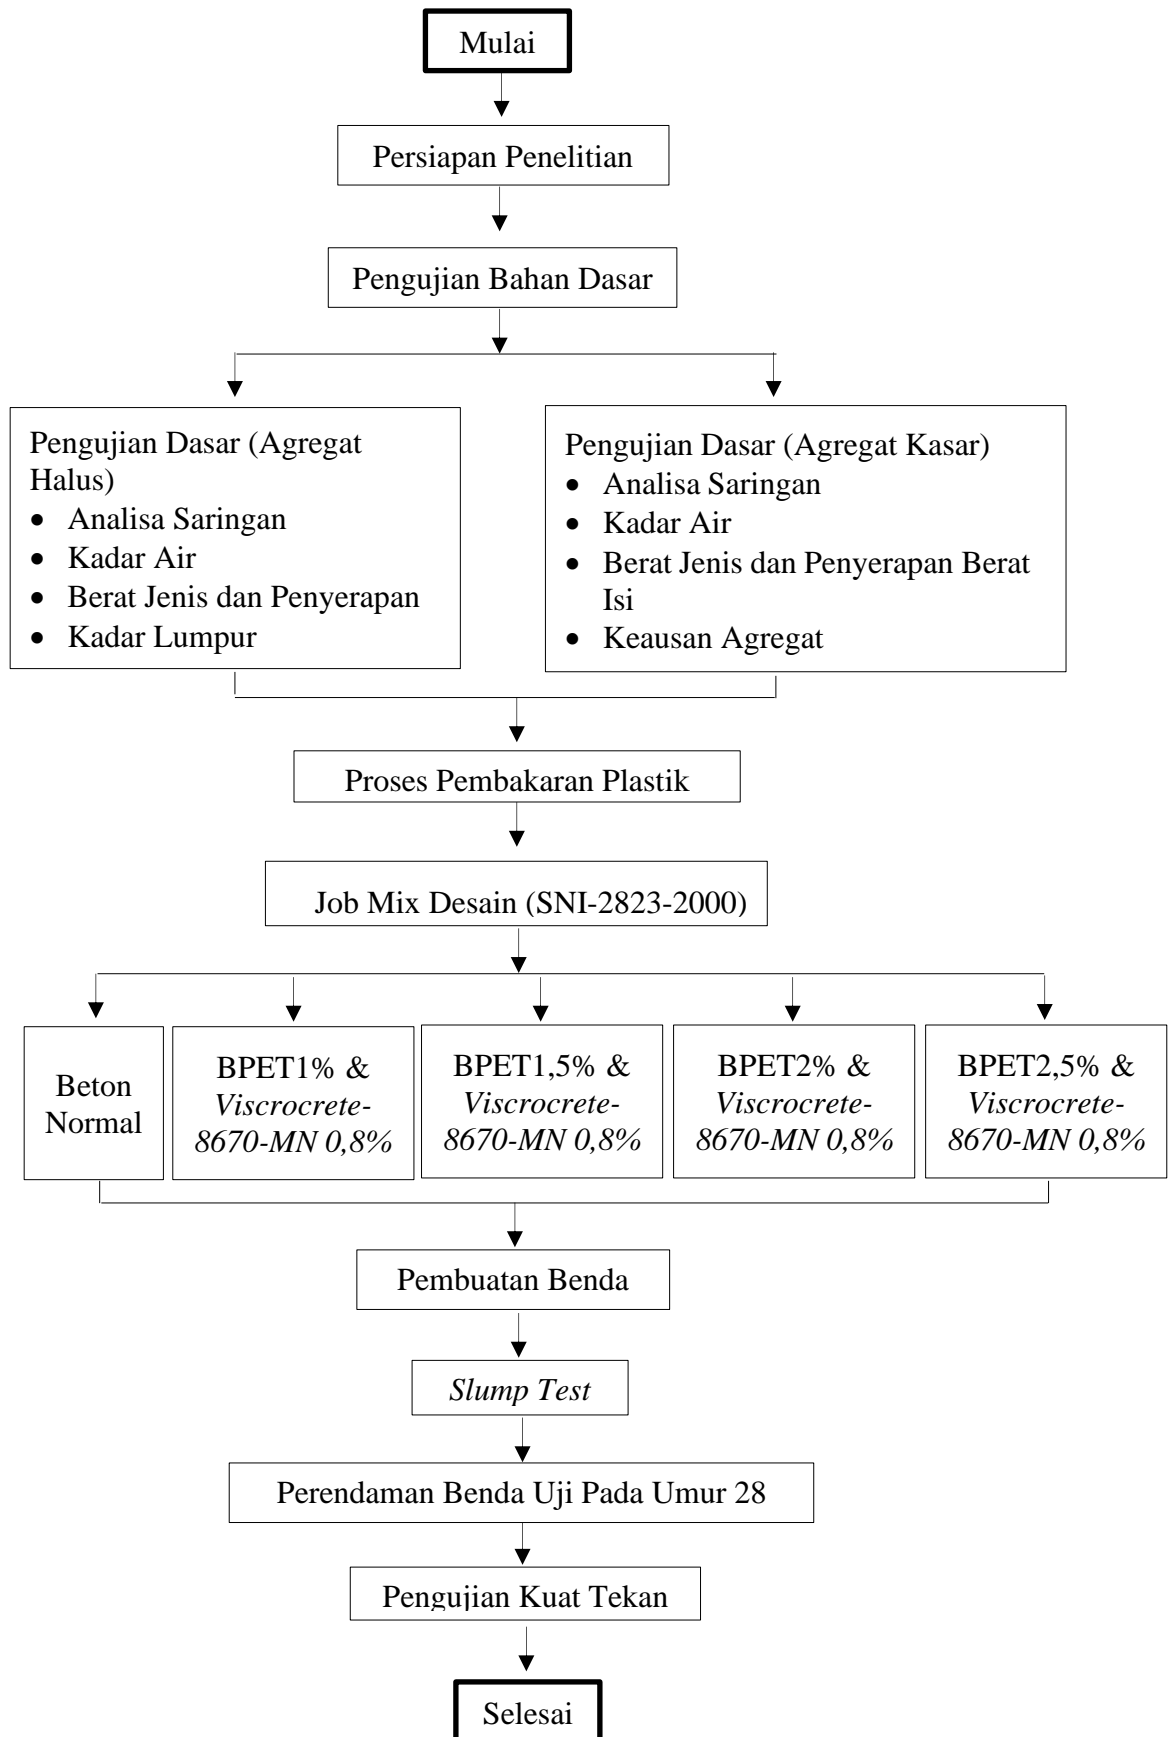 Mulai
Persiapan Penelitian
Pengujian Bahan Dasar
Pengujian Dasar (Agregat
Halus)
• Analisa Saringan
• Kadar Air
• Berat Jenis dan Penyerapan
• Kadar Lumpur
Pengujian Dasar (Agregat Kasar)
• Analisa Saringan
• Kadar Air
• Berat Jenis dan Penyerapan Berat
Isi
• Keausan Agregat
Proses Pembakaran Plastik
Job Mix Desain (SNI-2823-2000)
Beton
Normal
BPET1% &
Viscrocrete-
8670-MN 0,8%
BPET1,5% &
Viscrocrete-
8670-MN 0,8%
BPET2% &
Viscrocrete-
8670-MN 0,8%
BPET2,5% &
Viscrocrete-
8670-MN 0,8%
Pembuatan Benda
Slump Test
Perendaman Benda Uji Pada Umur 28
Pengujian Kuat Tekan
Selesai